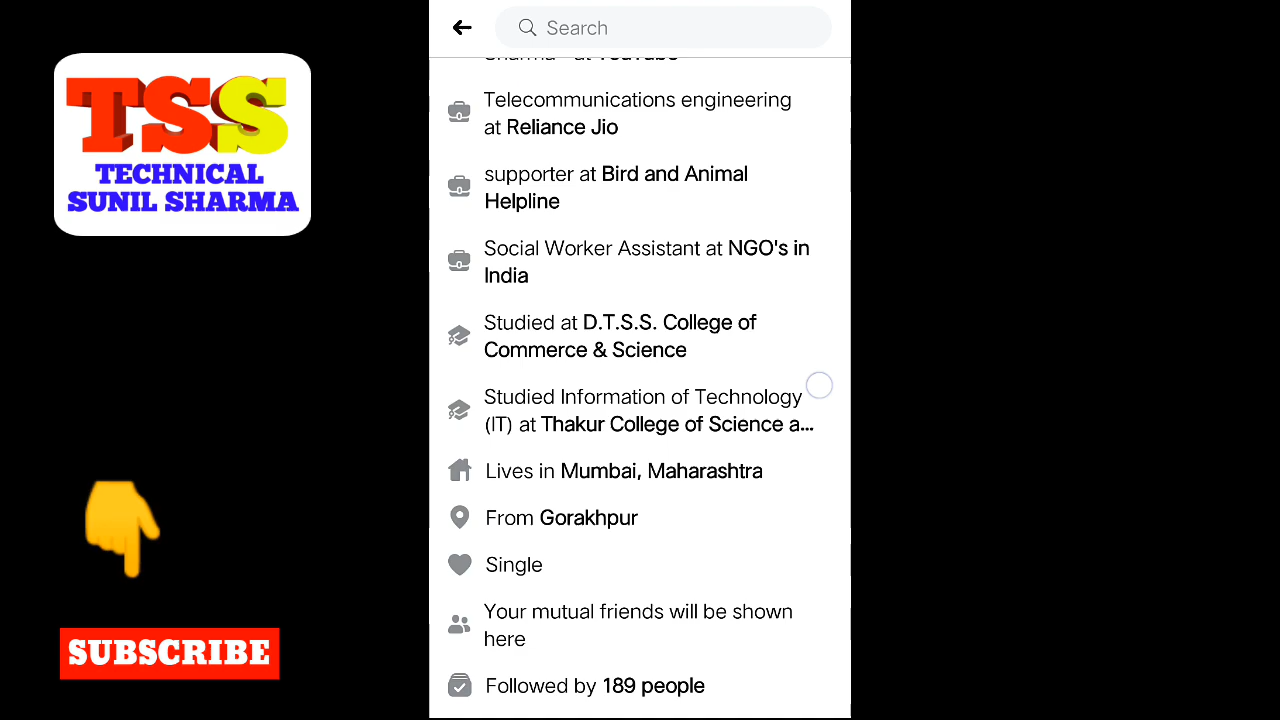 TSS
TECHNICAL
SUNIL SHARMA
SUBSCRIBE
Search
Sharma" at YouTube
Telecommunications engineering
at Reliance Jio
supporter at Bird and Animal
Helpline
Social Worker Assistant at NGO's in
India
Studied at D.T.S.S. College of
Commerce & Science
Studied Information of Technology
(IT) at Thakur College of Science a...
Lives in Mumbai, Maharashtra
From Gorakhpur
Single
Your mutual friends will be shown
here
Followed by 189 people